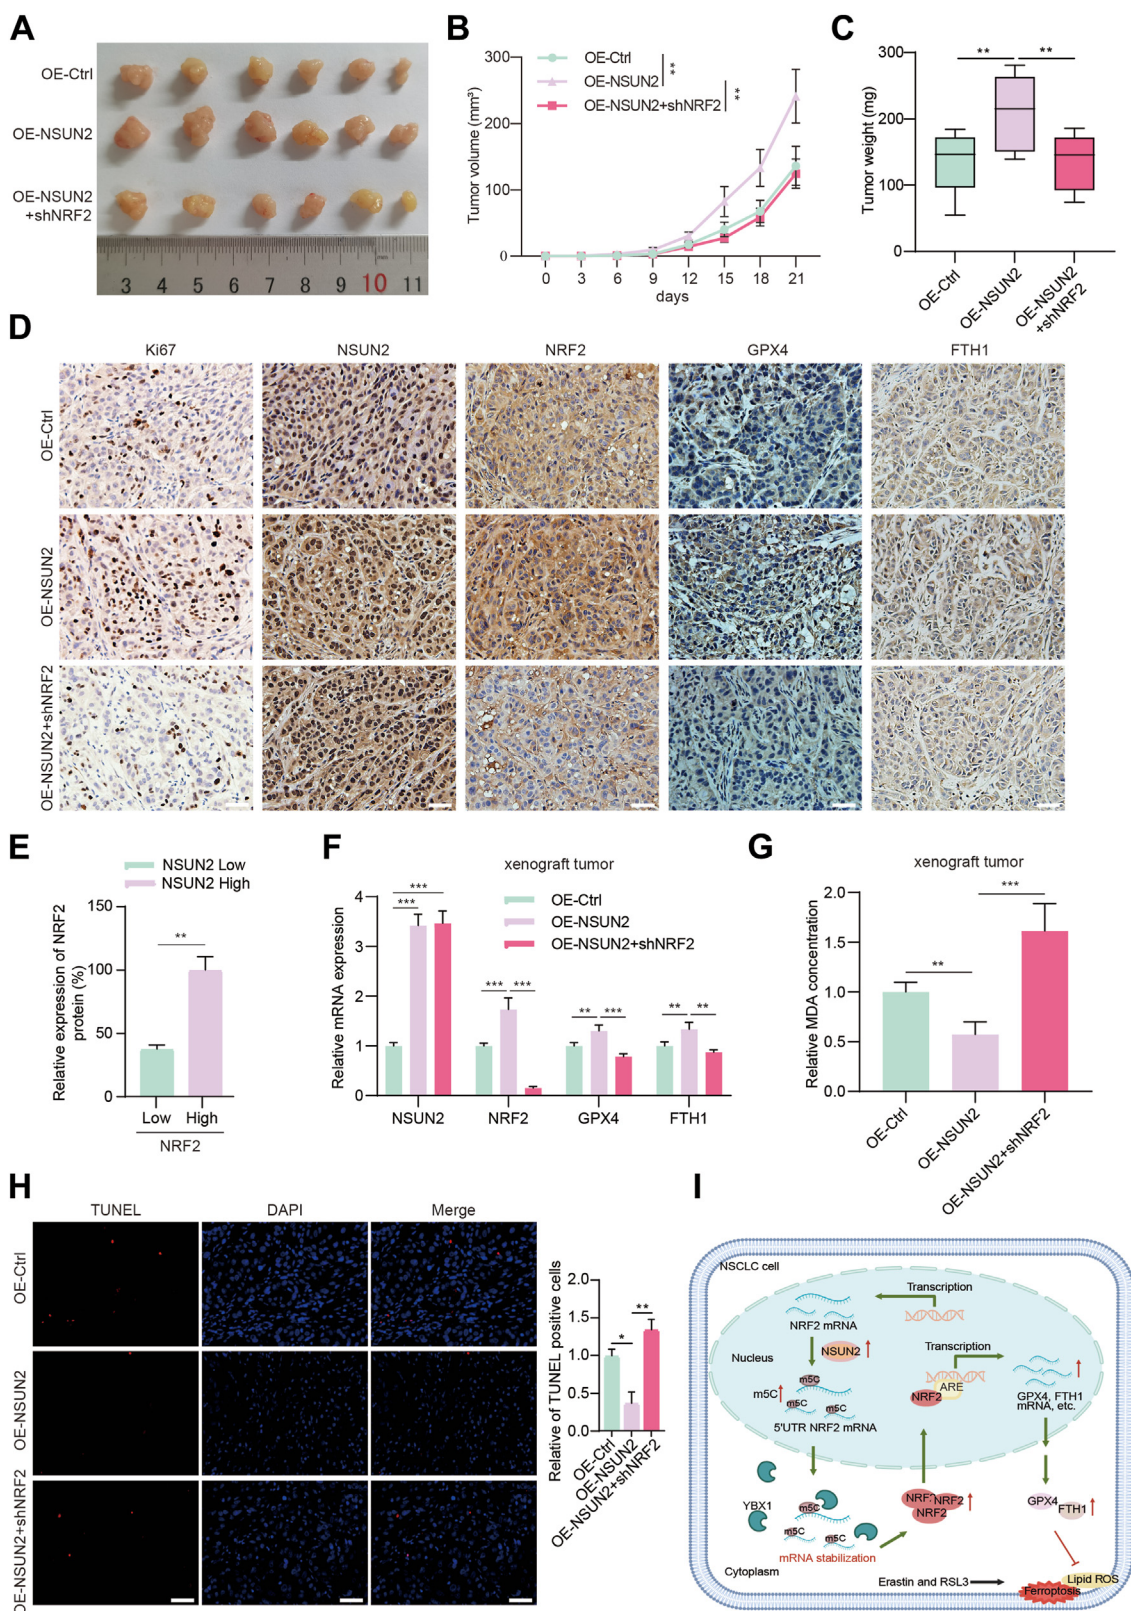 A
OE-Ctrl
OE-NSUN2
OE-NSUN2
+shNRF2
3 4 5 6 7 8 9 10 11
B
OE-Ctrl
OE-NSUN2
OE-NSUN2+shNRF2
**
**
Tumor volume (mm³)
300
200
100
0
0 3 6 9 12 15 18 21
days
C
** **
Tumor weight (mg)
300
200
100
0
OE-Ctrl
OE-NSUN2
OE-NSUN2
+shNRF2
D
Ki67 NSUN2 NRF2 GPX4 FTH1
OE-Ctrl
OE-NSUN2
OE-NSUN2+shNRF2
E
NSUN2 Low
NSUN2 High
Relative expression of NRF2
protein (%)
150
100
50
0
**
Low High
NRF2
F
xenograft tumor
OE-Ctrl
OE-NSUN2
OE-NSUN2+shNRF2
Relative mRNA expression
4
3
2
1
0
***
***
*** ***
** ***
** **
NSUN2 NRF2 GPX4 FTH1
G
xenograft tumor
Relative MDA concentration
2.0
1.5
1.0
0.5
0.0
***
**
OE-Ctrl
OE-NSUN2
OE-NSUN2+shNRF2
H
TUNEL DAPI Merge
OE-Ctrl
OE-NSUN2
OE-NSUN2+shNRF2
Relative of TUNEL positive cells
2.0
1.5
1.0
0.5
0.0
* **
OE-Ctrl
OE-NSUN2
OE-NSUN2+shNRF2
I
NSCLC cell
Transcription
NRF2 mRNA
NSUN2
Nucleus
Transcription
m5C
m5C
m5C
m5C
5'UTR NRF2 mRNA
NRF2
ARE
GPX4, FTH1
mRNA, etc.
YBX1
m5C
m5C
m5C
mRNA stabilization
NRF2
NRF2
NRF2
GPX4
FTH1
Cytoplasm
Erastin and RSL3
Lipid ROS
Ferroptosis